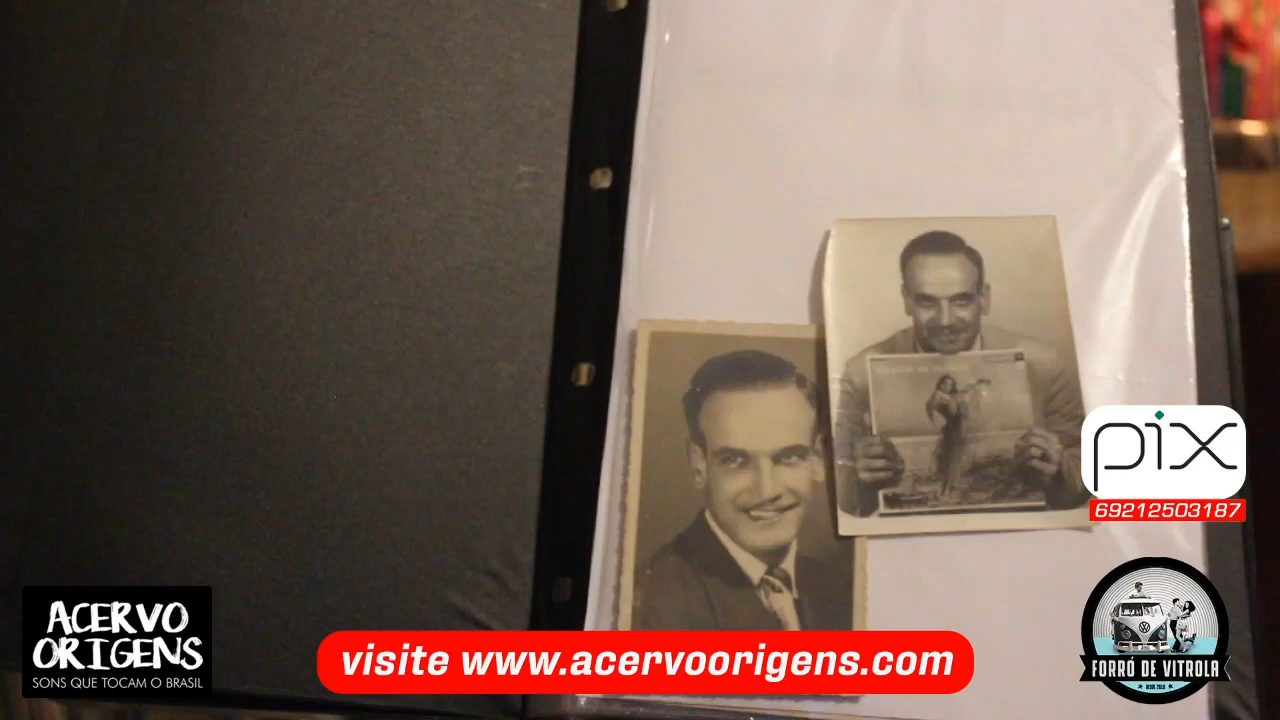 pix
69212503187
ACERVO
ORIGENS
SONS QUE TOCAM O BRASIL
visite www.acervoorigens.com
FORRÓ DE VITROLA